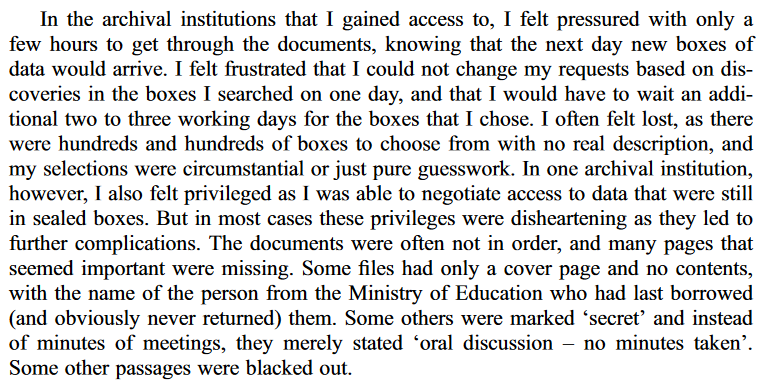 In the archival institutions that I gained access to, I felt pressured with only a
few hours to get through the documents, knowing that the next day new boxes of
data would arrive. I felt frustrated that I could not change my requests based on dis-
coveries in the boxes I searched on one day, and that I would have to wait an addi-
tional two to three working days for the boxes that I chose. I often felt lost, as there
were hundreds and hundreds of boxes to choose from with no real description, and
my selections were circumstantial or just pure guesswork. In one archival institution,
however, I also felt privileged as I was able to negotiate access to data that were still
in sealed boxes. But in most cases these privileges were disheartening as they led to
further complications. The documents were often not in order, and many pages that
seemed important were missing. Some files had only a cover page and no contents,
with the name of the person from the Ministry of Education who had last borrowed
(and obviously never returned) them. Some others were marked ‘secret’ and instead
of minutes of meetings, they merely stated ‘oral discussion – no minutes taken’.
Some other passages were blacked out.